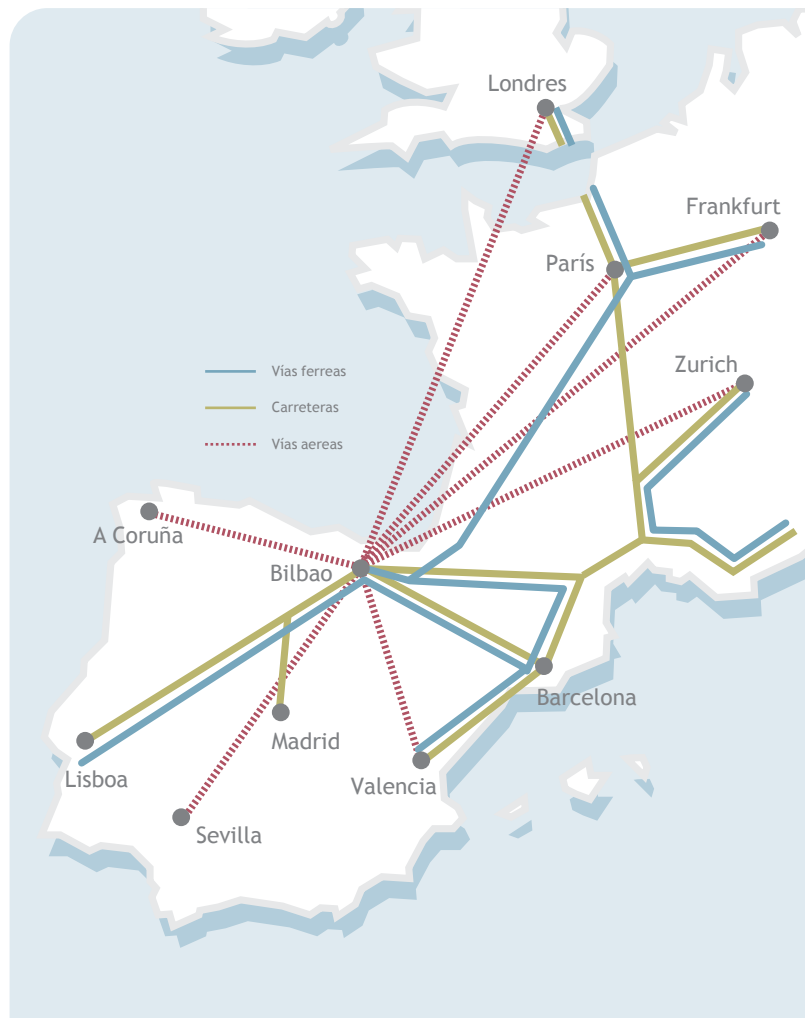 Londres
Frankfurt
París
Zurich
Vías ferreas
Carreteras
Vías aereas
A Coruña
Bilbao
Barcelona
Madrid
Lisboa
Valencia
Sevilla